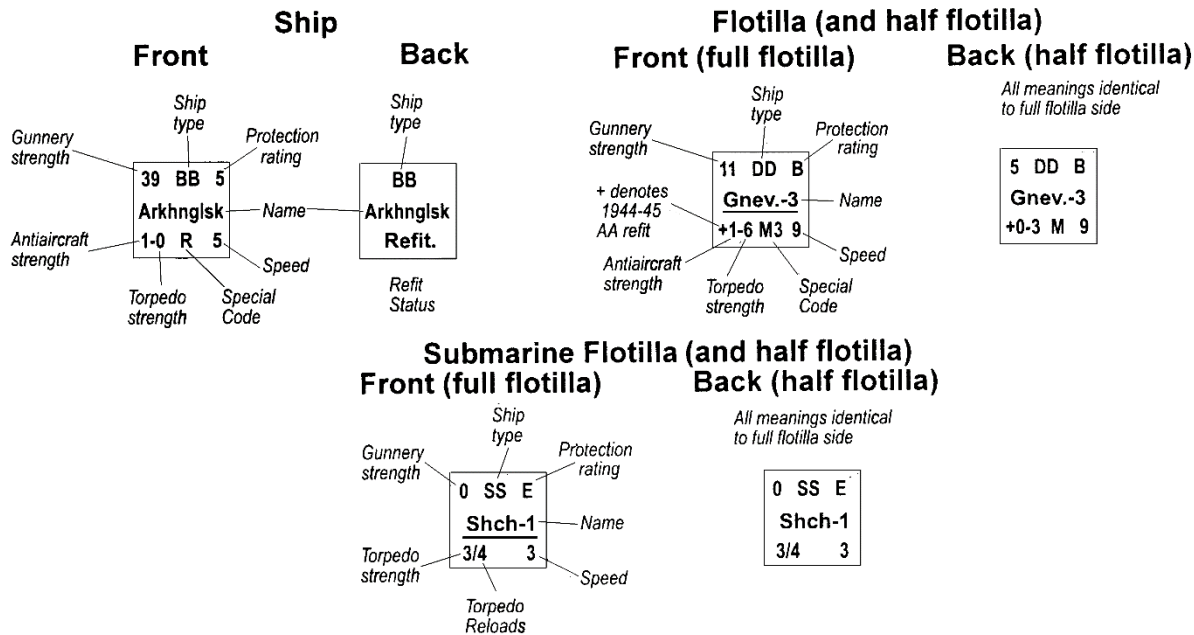 Ship
Front
Back
Ship
type
Gunnery
strength
Protection
rating
39 BB 5
Arkhnglsk
1-0 R 5
Name
Antiaircraft
strength
Torpedo
strength
Special
Code
Speed
Ship
type
BB
Arkhnglsk
Refit.
Refit
Status
Flotilla (and half flotilla)
Front (full flotilla)
Back (half flotilla)
Ship
type
Gunnery
strength
Protection
rating
11 DD B
Gnev.-3
+1-6 M3 9
+ denotes
1944-45
AA refit
Name
Antiaircraft
strength
Torpedo
strength
Special
Code
Speed
All meanings identical
to full flotilla side
5 DD B
Gnev.-3
+0-3 M 9
Submarine Flotilla (and half flotilla)
Front (full flotilla)
Back (half flotilla)
Ship
type
Gunnery
strength
Protection
rating
0 SS E
Shch-1
3/4 3
Name
Torpedo
strength
Torpedo
Reloads
Speed
All meanings identical
to full flotilla side
0 SS E
Shch-1
3/4 3